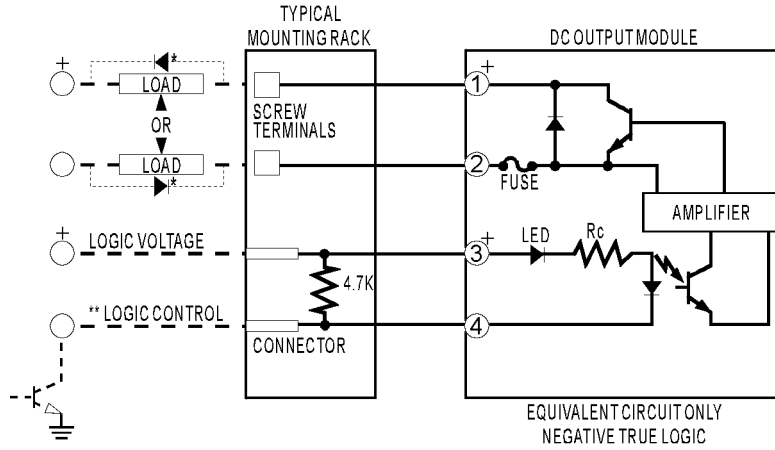 TYPICAL
MOUNTING RACK
DC OUTPUT MODULE
+
*
LOAD
1
+
SCREW
TERMINALS
OR
LOAD
*
2
FUSE
AMPLIFIER
+
LOGIC VOLTAGE
3
+
LED
Rc
4.7K
** LOGIC CONTROL
4
CONNECTOR
EQUIVALENT CIRCUIT ONLY
NEGATIVE TRUE LOGIC